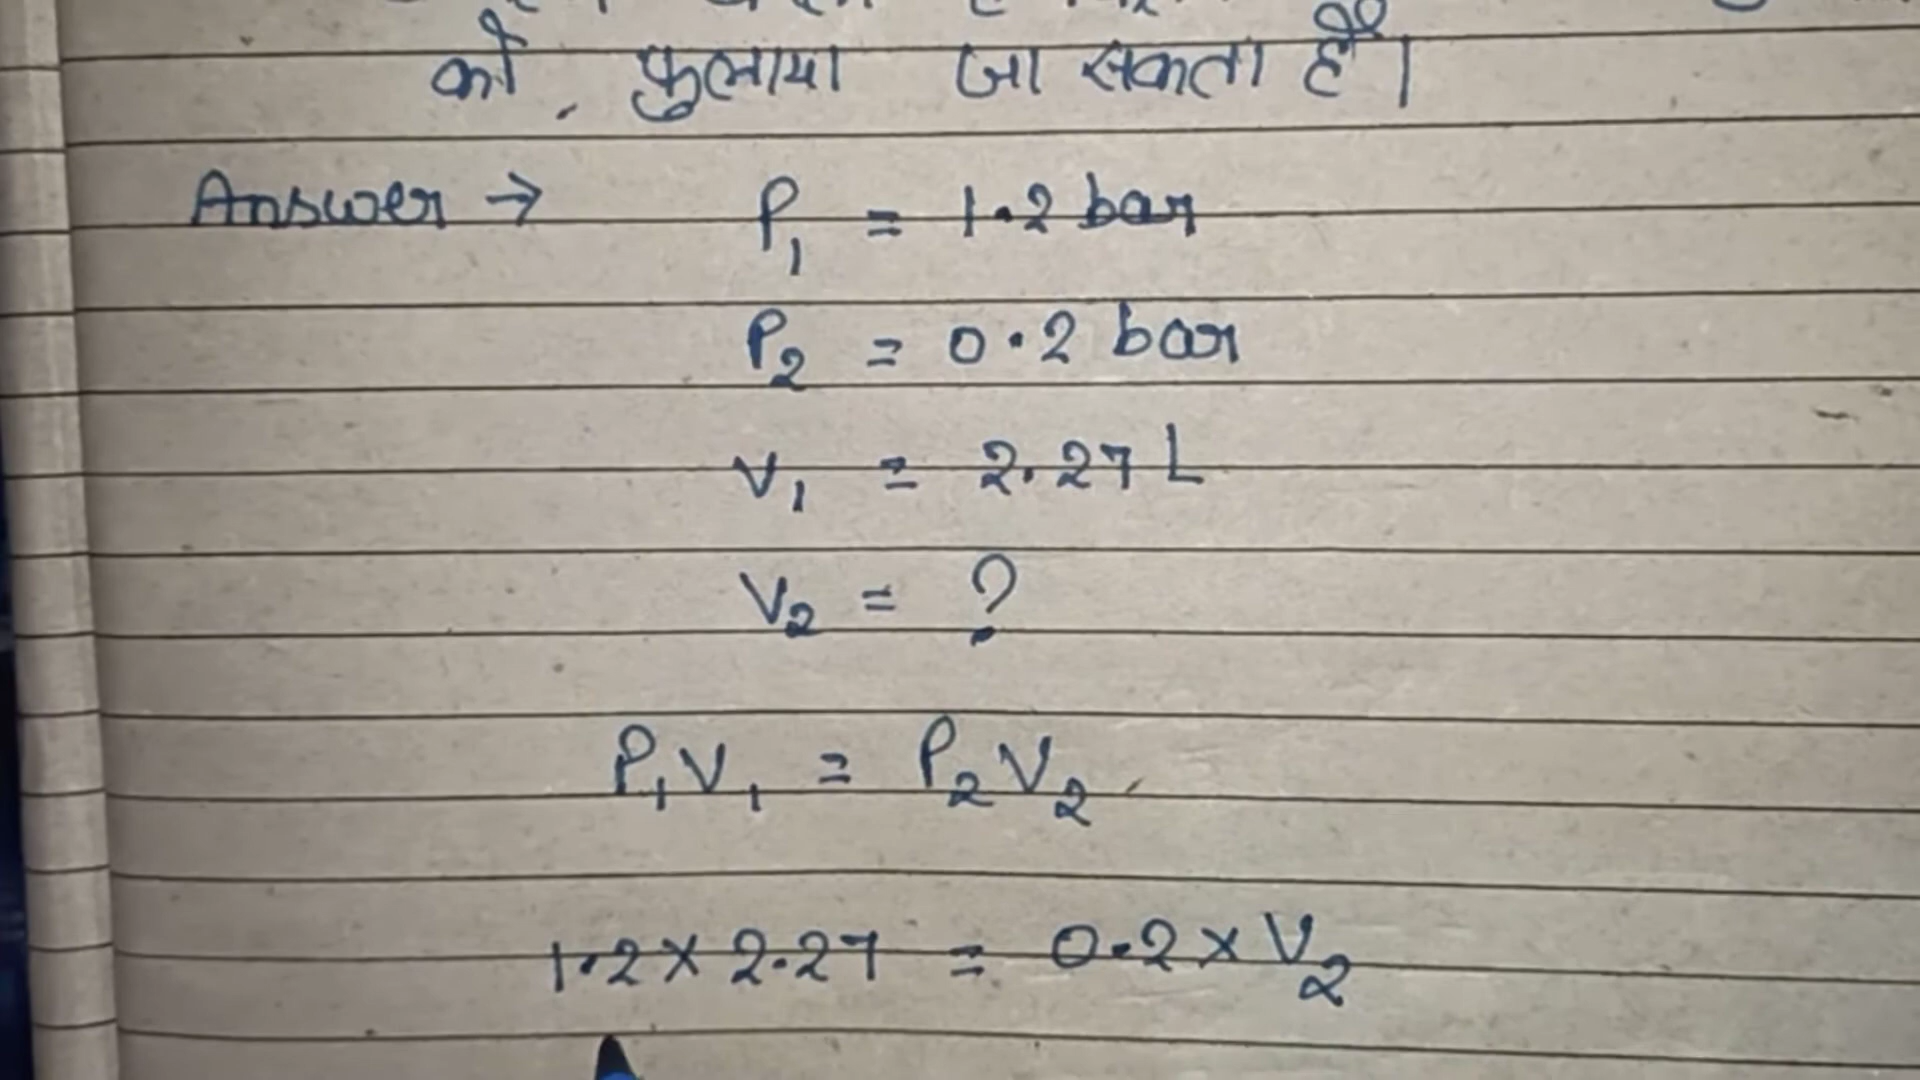 को फुलाया जा सकता है।
Answer → P₁ = 1.2 bar
P₂ = 0.2 bar
V₁ = 2.27 L
V₂ = ?
P₁V₁ = P₂V₂
1.2 × 2.27 = 0.2 × V₂